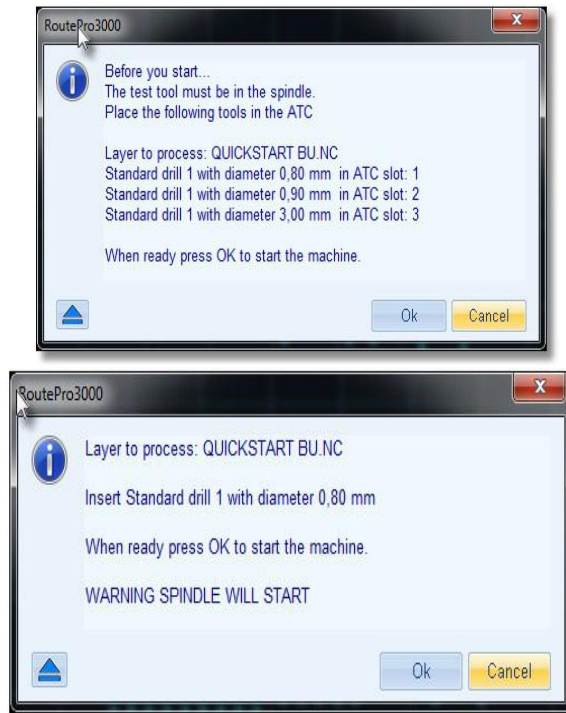 RoutePro3000
Before you start...
The test tool must be in the spindle.
Place the following tools in the ATC
Layer to process: QUICKSTART BU.NC
Standard drill 1 with diameter 0,80 mm in ATC slot: 1
Standard drill 1 with diameter 0,90 mm in ATC slot: 2
Standard drill 1 with diameter 3,00 mm in ATC slot: 3
When ready press OK to start the machine.
Ok Cancel
RoutePro3000
Layer to process: QUICKSTART BU.NC
Insert Standard drill 1 with diameter 0,80 mm
When ready press OK to start the machine.
WARNING SPINDLE WILL START
Ok Cancel